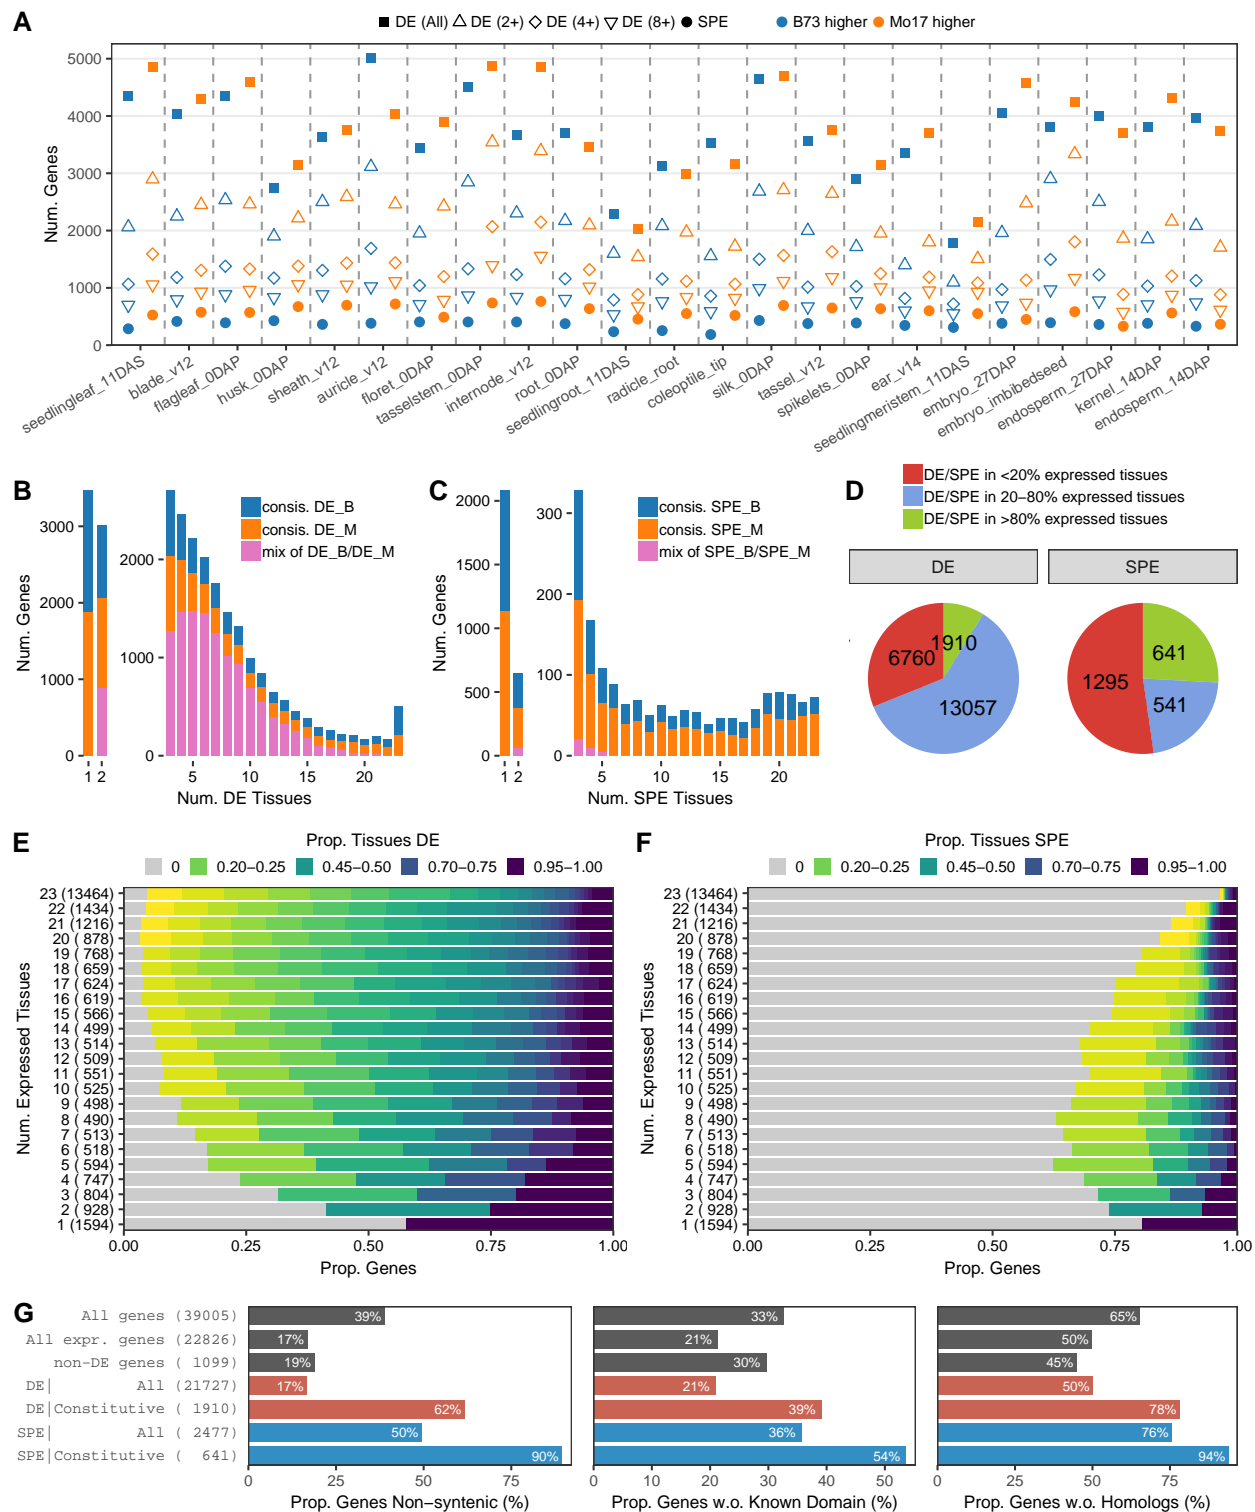 A
DE (All) DE (2+) DE (4+) DE (8+) SPE B73 higher Mo17 higher
Num. Genes
5000
4000
3000
2000
1000
0
seedlingleaf_11DAS
blade_v12
flagleaf_0DAP
husk_0DAP
sheath_v12
auricle_v12
floret_0DAP
tasselstem_0DAP
internode_v12
root_0DAP
seedlingroot_11DAS
radicle_root
coleoptile_tip
silk_0DAP
tassel_v12
spikelets_0DAP
ear_v14
seedlingmeristem_11DAS
embryo_27DAP
embryo_imbibedseed
endosperm_27DAP
kernel_14DAP
endosperm_14DAP
B
Num. Genes
3000
2000
1000
0
1 2
2000
1000
0
5 10 15 20
Num. DE Tissues
consis. DE_B
consis. DE_M
mix of DE_B/DE_M
C
Num. Genes
2000
1500
1000
500
0
1 2
300
200
100
0
5 10 15 20
Num. SPE Tissues
consis. SPE_B
consis. SPE_M
mix of SPE_B/SPE_M
D
DE/SPE in <20% expressed tissues
DE/SPE in 20–80% expressed tissues
DE/SPE in >80% expressed tissues
DE
SPE
6760
1910
13057
1295
641
541
E
Prop. Tissues DE
0 0.20–0.25 0.45–0.50 0.70–0.75 0.95–1.00
Num. Expressed Tissues
23 (13464)
22 (1434)
21 (1216)
20 ( 878)
19 ( 768)
18 ( 659)
17 ( 624)
16 ( 619)
15 ( 566)
14 ( 499)
13 ( 514)
12 ( 509)
11 ( 551)
10 ( 525)
9 ( 498)
8 ( 490)
7 ( 513)
6 ( 518)
5 ( 594)
4 ( 747)
3 ( 804)
2 ( 928)
1 (1594)
0.00 0.25 0.50 0.75 1.00
Prop. Genes
F
Prop. Tissues SPE
0 0.20–0.25 0.45–0.50 0.70–0.75 0.95–1.00
Num. Expressed Tissues
23 (13464)
22 (1434)
21 (1216)
20 ( 878)
19 ( 768)
18 ( 659)
17 ( 624)
16 ( 619)
15 ( 566)
14 ( 499)
13 ( 514)
12 ( 509)
11 ( 551)
10 ( 525)
9 ( 498)
8 ( 490)
7 ( 513)
6 ( 518)
5 ( 594)
4 ( 747)
3 ( 804)
2 ( 928)
1 (1594)
0.00 0.25 0.50 0.75 1.00
Prop. Genes
G
All genes (39005) 39% 33% 65%
All expr. genes (22826) 17% 21% 50%
non-DE genes ( 1099) 19% 30% 45%
DE| All (21727) 17% 21% 50%
DE|Constitutive ( 1910) 62% 39% 78%
SPE| All ( 2477) 50% 36% 76%
SPE|Constitutive ( 641) 90% 54% 94%
0 25 50 75
Prop. Genes Non–syntenic (%)
0 10 20 30 40 50
Prop. Genes w.o. Known Domain (%)
0 25 50 75
Prop. Genes w.o. Homologs (%)